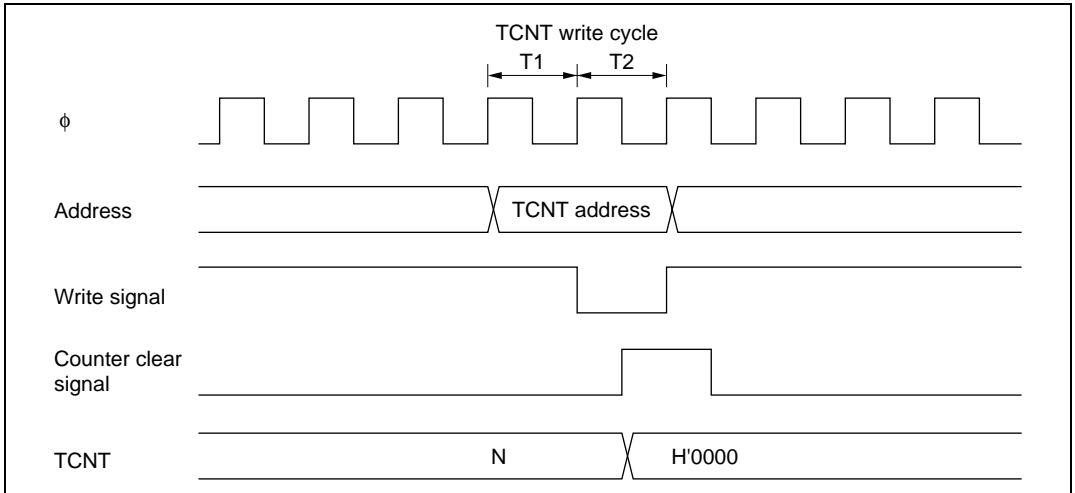 TCNT write cycle
T1 T2
ϕ
Address
TCNT address
Write signal
Counter clear
signal
TCNT
N
H'0000